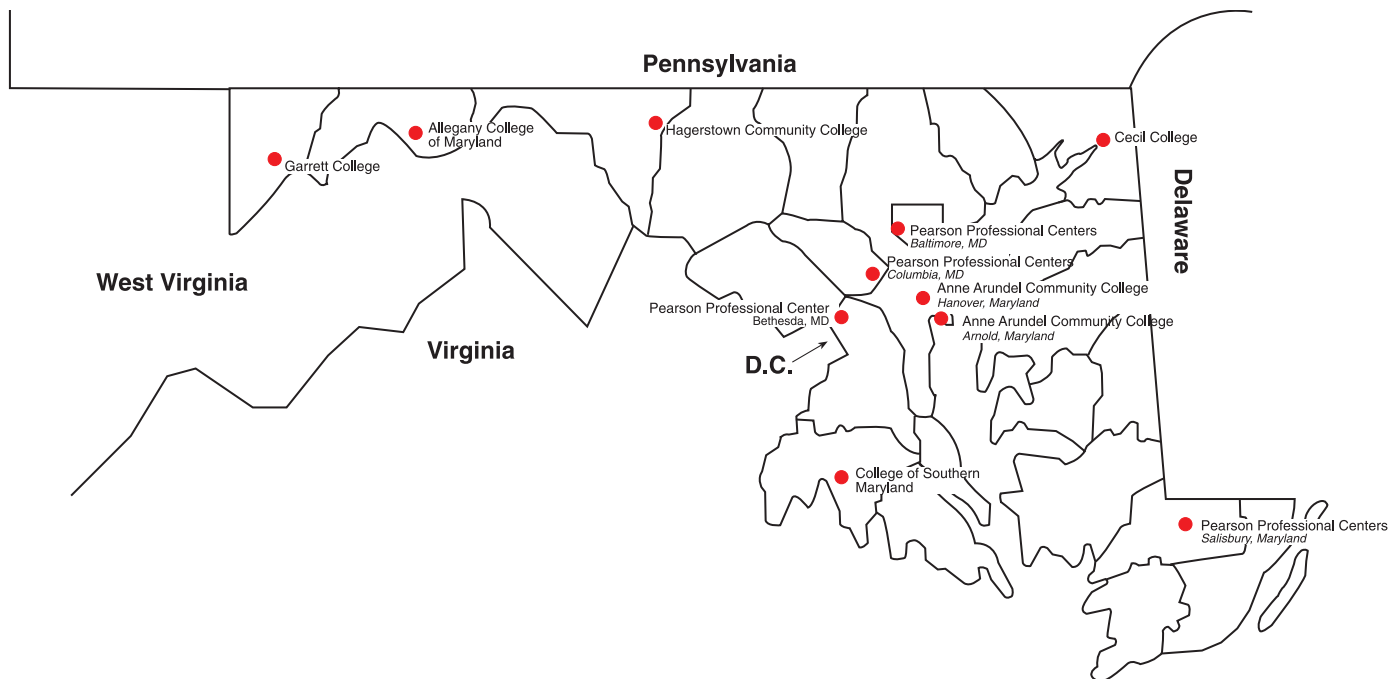 Pennsylvania
Allegany College
of Maryland
Hagerstown Community College
Cecil College
Garrett College
Delaware
Pearson Professional Centers
Baltimore, MD
West Virginia
Pearson Professional Centers
Columbia, MD
Anne Arundel Community College
Hanover, Maryland
Pearson Professional Center
Bethesda, MD
Anne Arundel Community College
Arnold, Maryland
Virginia
D.C.
College of Southern
Maryland
Pearson Professional Centers
Salisbury, Maryland